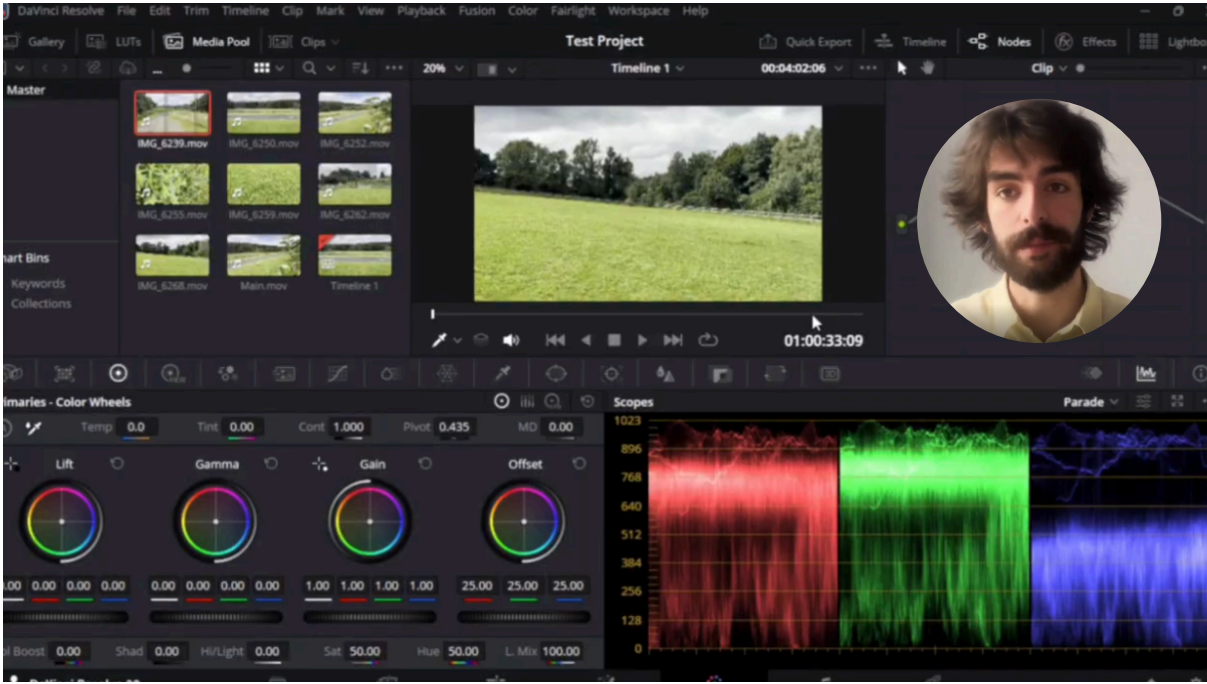 DaVinci Resolve File Edit Trim Timeline Clip Mark View Playback Fusion Color Fairlight Workspace Help
Gallery LUTs Media Pool Clips Test Project Quick Export Timeline Nodes Effects Lightbo
20% Timeline 1 00:04:02:06 Clip
Master
IMG_6239.mov IMG_6250.mov IMG_6252.mov
IMG_6255.mov IMG_6259.mov IMG_6262.mov
art Bins
Keywords
Collections
IMG_6268.mov Main.mov Timeline 1
01:00:33:09
imaries - Color Wheels
Scopes Parade
Temp 0.0 Tint 0.00 Cont 1.000 Pivot 0.435 MD 0.00
Lift Gamma Gain Offset
.00 0.00 0.00 0.00 0.00 0.00 0.00 0.00 1.00 1.00 1.00 1.00 25.00 25.00 25.00
ol Boost 0.00 Shad 0.00 Hi/Light 0.00 Sat 50.00 Hue 50.00 L. Mix 100.00
1023
896
768
640
512
384
256
128
0